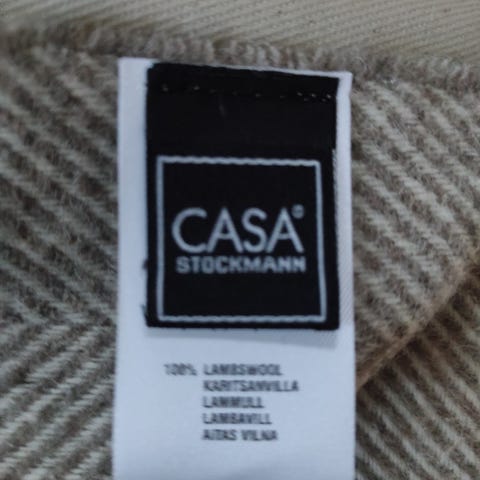 CASA®
STOCKMANN
100% LAMBSWOOL
KARITSANVILLA
LAMMULL
LAMBAVILL
AITAS VILNA